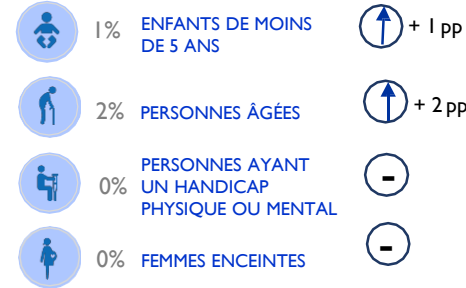 1% ENFANTS DE MOINS DE 5 ANS + 1 pp
2% PERSONNES ÂGÉES + 2 pp
0% PERSONNES AYANT UN HANDICAP PHYSIQUE OU MENTAL -
0% FEMMES ENCEINTES -